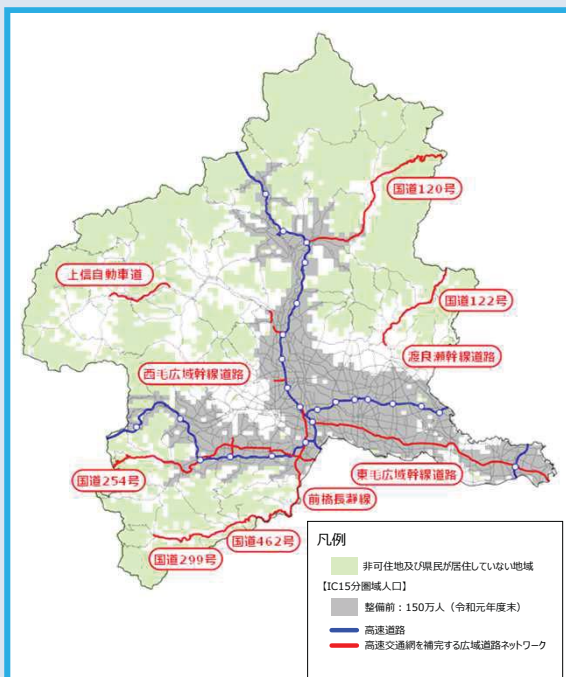 国道120号
上信自動車道
国道122号
渡良瀬幹線道路
西毛広域幹線道路
東毛広域幹線道路
国道254号
前橋長瀞線
国道462号
国道299号
凡例
非可住地及び県民が居住していない地域
【IC15分圏域人口】
整備前：150万人（令和元年度末）
高速道路
高速交通網を補完する広域道路ネットワーク